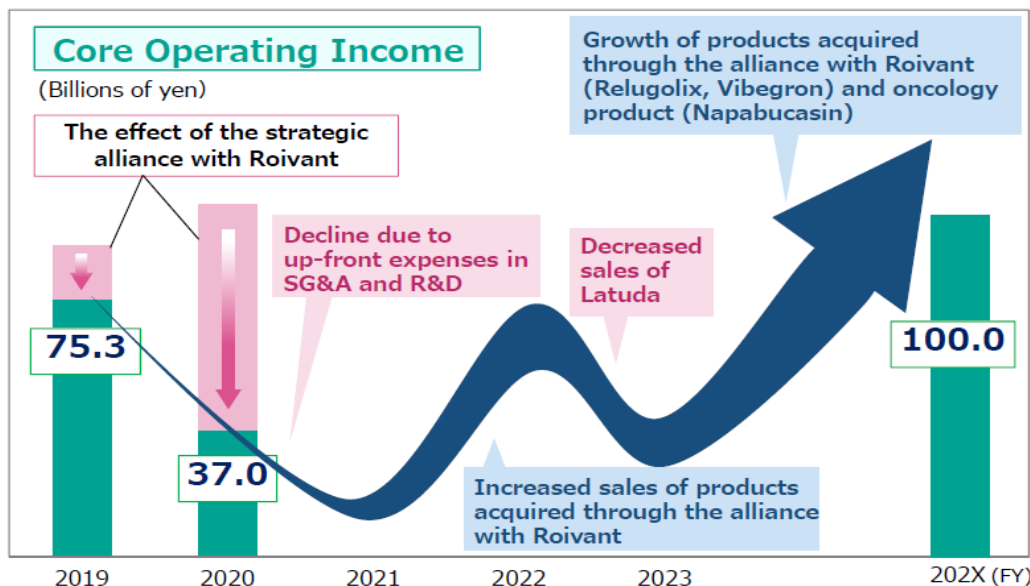 Core Operating Income
(Billions of yen)
The effect of the strategic
alliance with Roivant
Growth of products acquired
through the alliance with Roivant
(Relugolix, Vibegron) and oncology
product (Napabucasin)
Decline due to
up-front expenses in
SG&A and R&D
Decreased
sales of
Latuda
75.3
37.0
100.0
Increased sales of products
acquired through the alliance
with Roivant
2019 2020 2021 2022 2023 202X (FY)